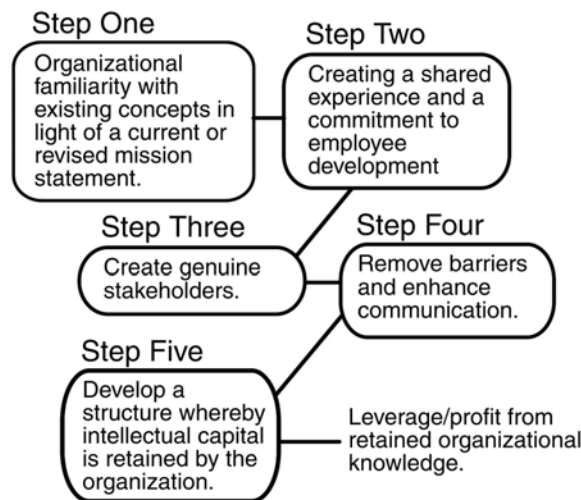 Step One
Organizational
familiarity with
existing concepts in
light of a current or
revised mission
statement.
Step Two
Creating a shared
experience and a
commitment to
employee
development
Step Three
Create genuine
stakeholders.
Step Four
Remove barriers
and enhance
communication.
Step Five
Develop a
structure whereby
intellectual capital
is retained by the
organization.
Leverage/profit from
retained organizational
knowledge.